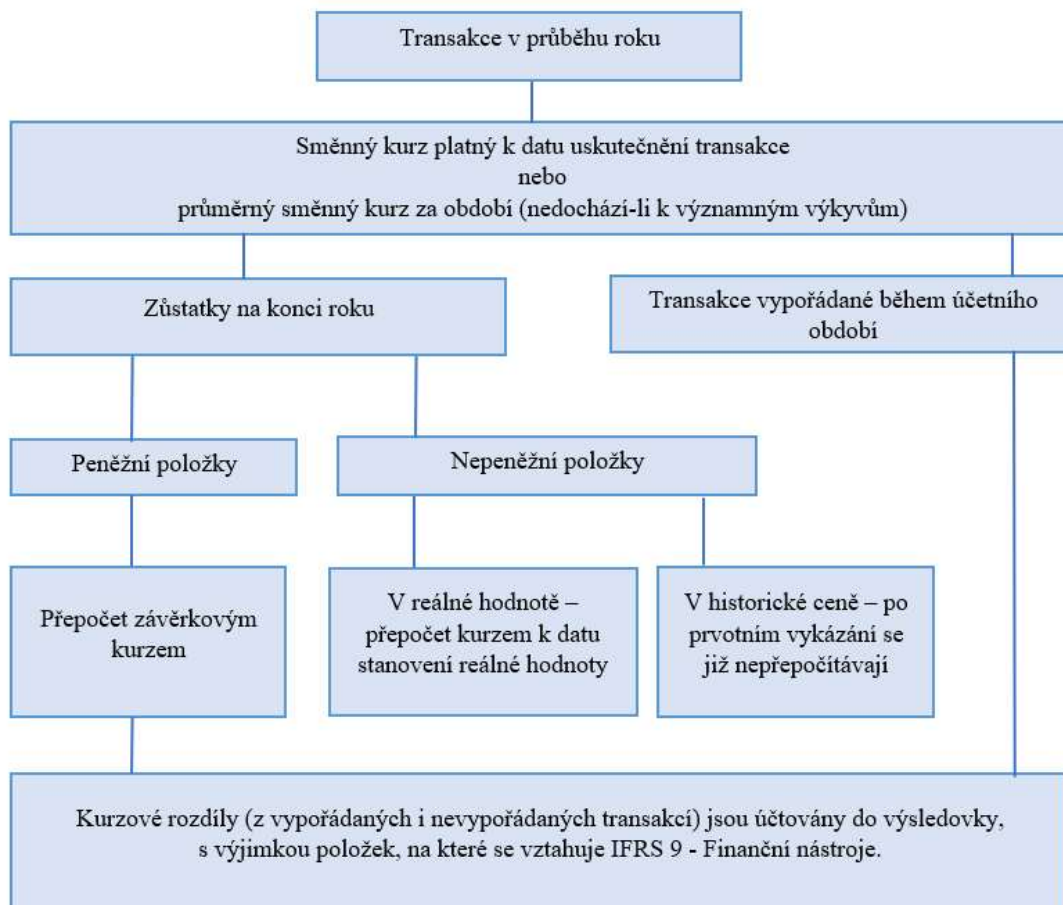 Transakce v průběhu roku
Směnný kurz platný k datu uskutečnění transakce
nebo
průměrný směnný kurz za období (nedochází-li k významným výkyvům)
Zůstatky na konci roku
Transakce vypořádané během účetního
období
Peněžní položky
Nepeněžní položky
Přepočet závěrkovým
kurzem
V reálné hodnotě –
přepočet kurzem k datu
stanovení reálné hodnoty
V historické ceně – po
prvotním vykázání se
již nepřepočítávají
Kurzové rozdíly (z vypořádaných i nevypořádaných transakcí) jsou účtovány do výsledovky,
s výjimkou položek, na které se vztahuje IFRS 9 - Finanční nástroje.